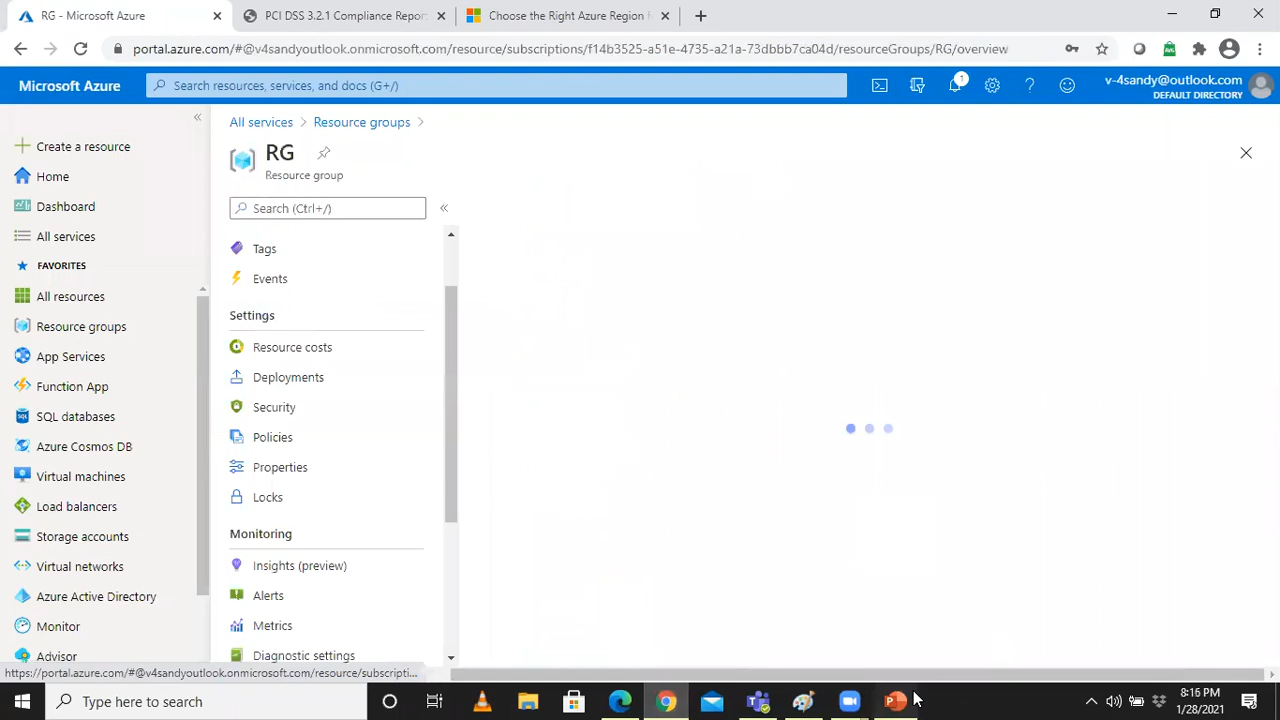 RG - Microsoft Azure
PCI DSS 3.2.1 Compliance Repor
Choose the Right Azure Region f
portal.azure.com/#@v4sandyoutlook.onmicrosoft.com/resource/subscriptions/f14b3525-a51e-4735-a21a-73dbbb7ca04d/resourceGroups/RG/overview
Microsoft Azure
Search resources, services, and docs (G+/)
1
v-4sandy@outlook.com
DEFAULT DIRECTORY
Create a resource
Home
Dashboard
All services
FAVORITES
All resources
Resource groups
App Services
Function App
SQL databases
Azure Cosmos DB
Virtual machines
Load balancers
Storage accounts
Virtual networks
Azure Active Directory
Monitor
Advisor
All services > Resource groups >
RG
Resource group
Search (Ctrl+/)
Tags
Events
Settings
Resource costs
Deployments
Security
Policies
Properties
Locks
Monitoring
Insights (preview)
Alerts
Metrics
Diagnostic settings
https://portal.azure.com/#@v4sandyoutlook.onmicrosoft.com/resource/subscripti...
Type here to search
8:16 PM
1/28/2021